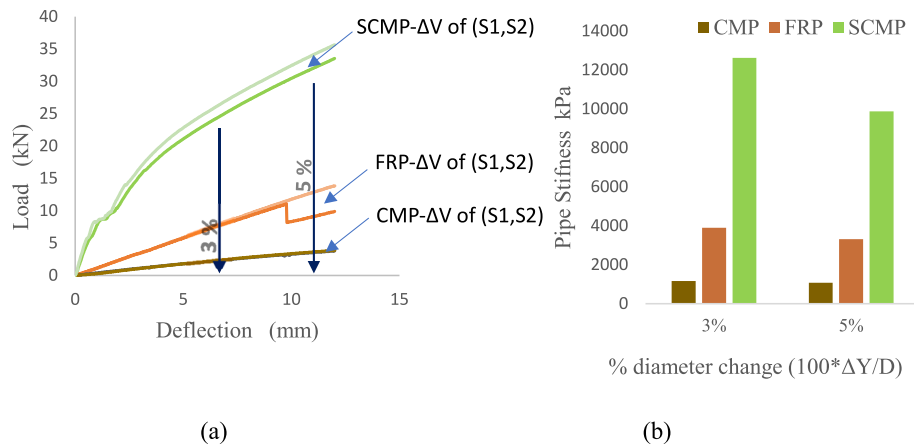 40
35
30
25
20
15
10
5
0
Load (kN)
0 5 10 15
Deflection (mm)
SCMP-ΔV of (S1,S2)
FRP-ΔV of (S1,S2)
CMP-ΔV of (S1,S2)
3 %
5 %
(a)
CMP FRP SCMP
14000
12000
10000
8000
6000
4000
2000
0
Pipe Stifness kPa
3% 5%
% diameter change (100*ΔY/D)
(b)